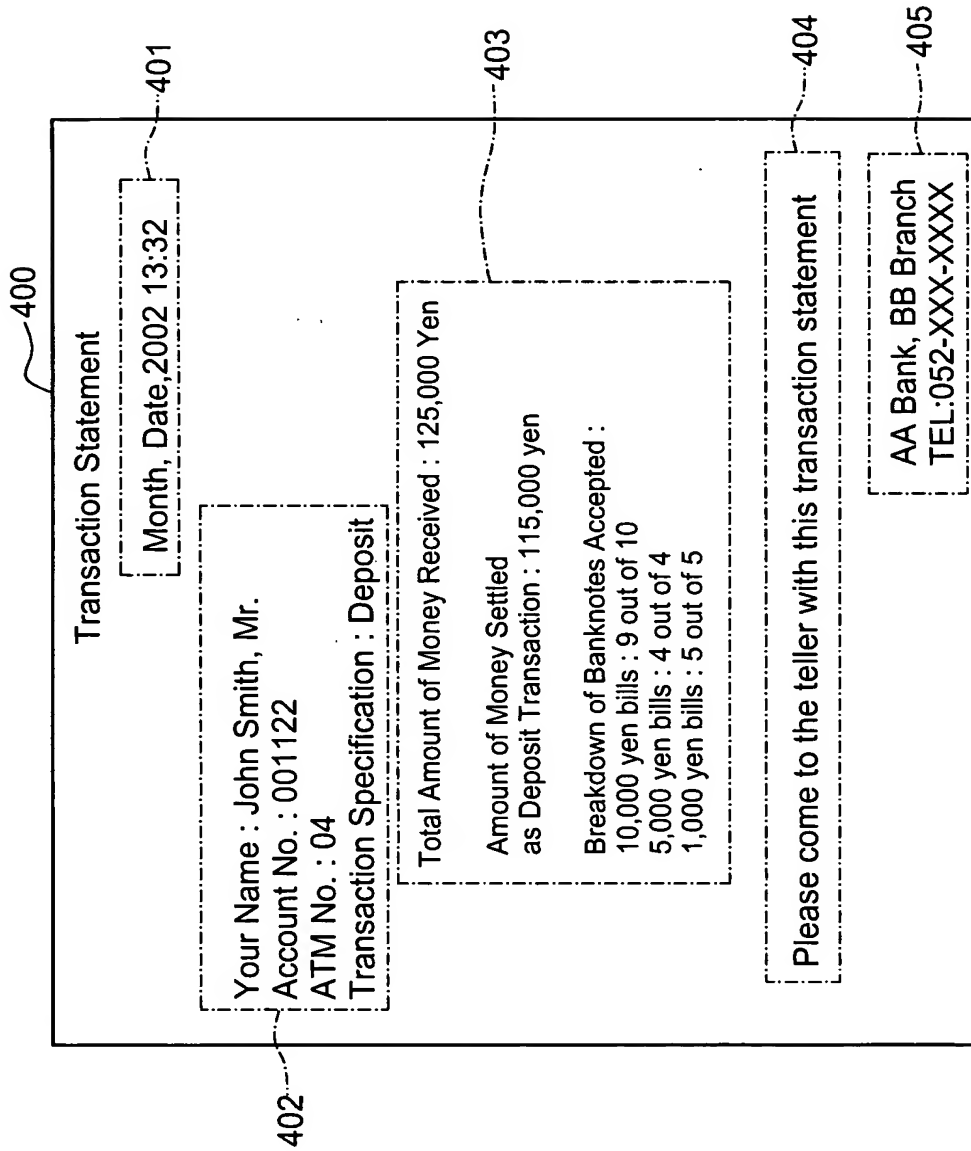 400
Transaction Statement
Month, Date,2002 13:32
401
Your Name : John Smith, Mr.
Account No. : 001122
ATM No. : 04
Transaction Specification : Deposit
402
Total Amount of Money Received : 125,000 Yen
Amount of Money Settled
as Deposit Transaction : 115,000 yen
Breakdown of Banknotes Accepted :
10,000 yen bills : 9 out of 10
5,000 yen bills : 4 out of 4
1,000 yen bills : 5 out of 5
403
Please come to the teller with this transaction statement
404
AA Bank, BB Branch
TEL:052-XXX-XXXX
405